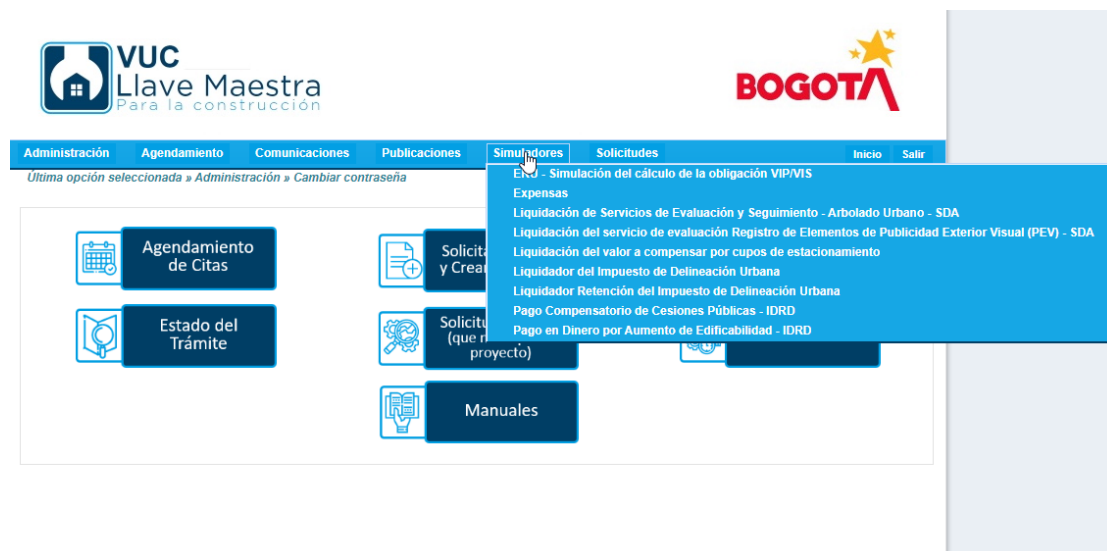 VUC
Llave Maestra
Para la construcción
BOGOTÁ
Administración Agendamiento Comunicaciones Publicaciones Simuladores Solicitudes Inicio Salir
Última opción seleccionada » Administración » Cambiar contraseña
- Simulación del cálculo de la obligación VIP/VIS
Expensas
Liquidación de Servicios de Evaluación y Seguimiento - Arbolado Urbano - SDA
Liquidación del servicio de evaluación Registro de Elementos de Publicidad Exterior Visual (PEV) - SDA
Liquidación del valor a compensar por cupos de estacionamiento
Liquidador del Impuesto de Delineación Urbana
Liquidador Retención del Impuesto de Delineación Urbana
Pago Compensatorio de Cesiones Públicas - IDRD
Pago en Dinero por Aumento de Edificabilidad - IDRD
Agendamiento
de Citas
y
Estado del
Trámite
(que
proyecto)
Manuales